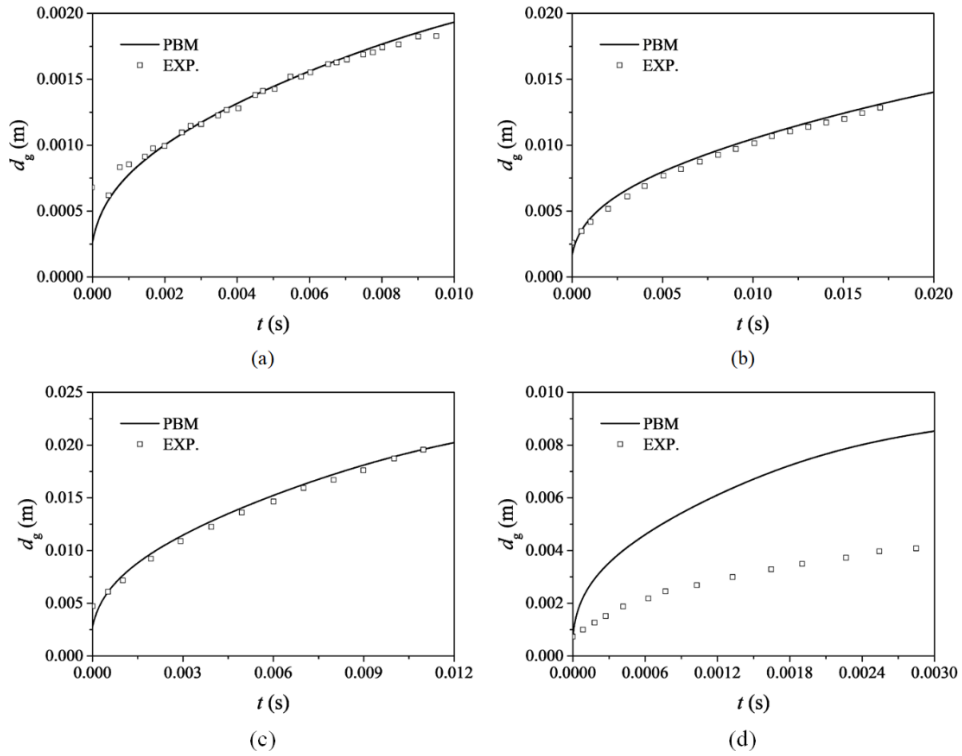 0.0020
PBM
EXP.
0.0015
d_g (m)
0.0010
0.0005
0.0000
0.000 0.002 0.004 0.006 0.008 0.010
t (s)
(a)
0.020
PBM
EXP.
0.015
d_g (m)
0.010
0.005
0.000
0.000 0.005 0.010 0.015 0.020
t (s)
(b)
0.025
PBM
EXP.
0.020
0.015
d_g (m)
0.010
0.005
0.000
0.000 0.003 0.006 0.009 0.012
t (s)
(c)
0.010
PBM
EXP.
0.008
0.006
d_g (m)
0.004
0.002
0.000
0.0000 0.0006 0.0012 0.0018 0.0024 0.0030
t (s)
(d)